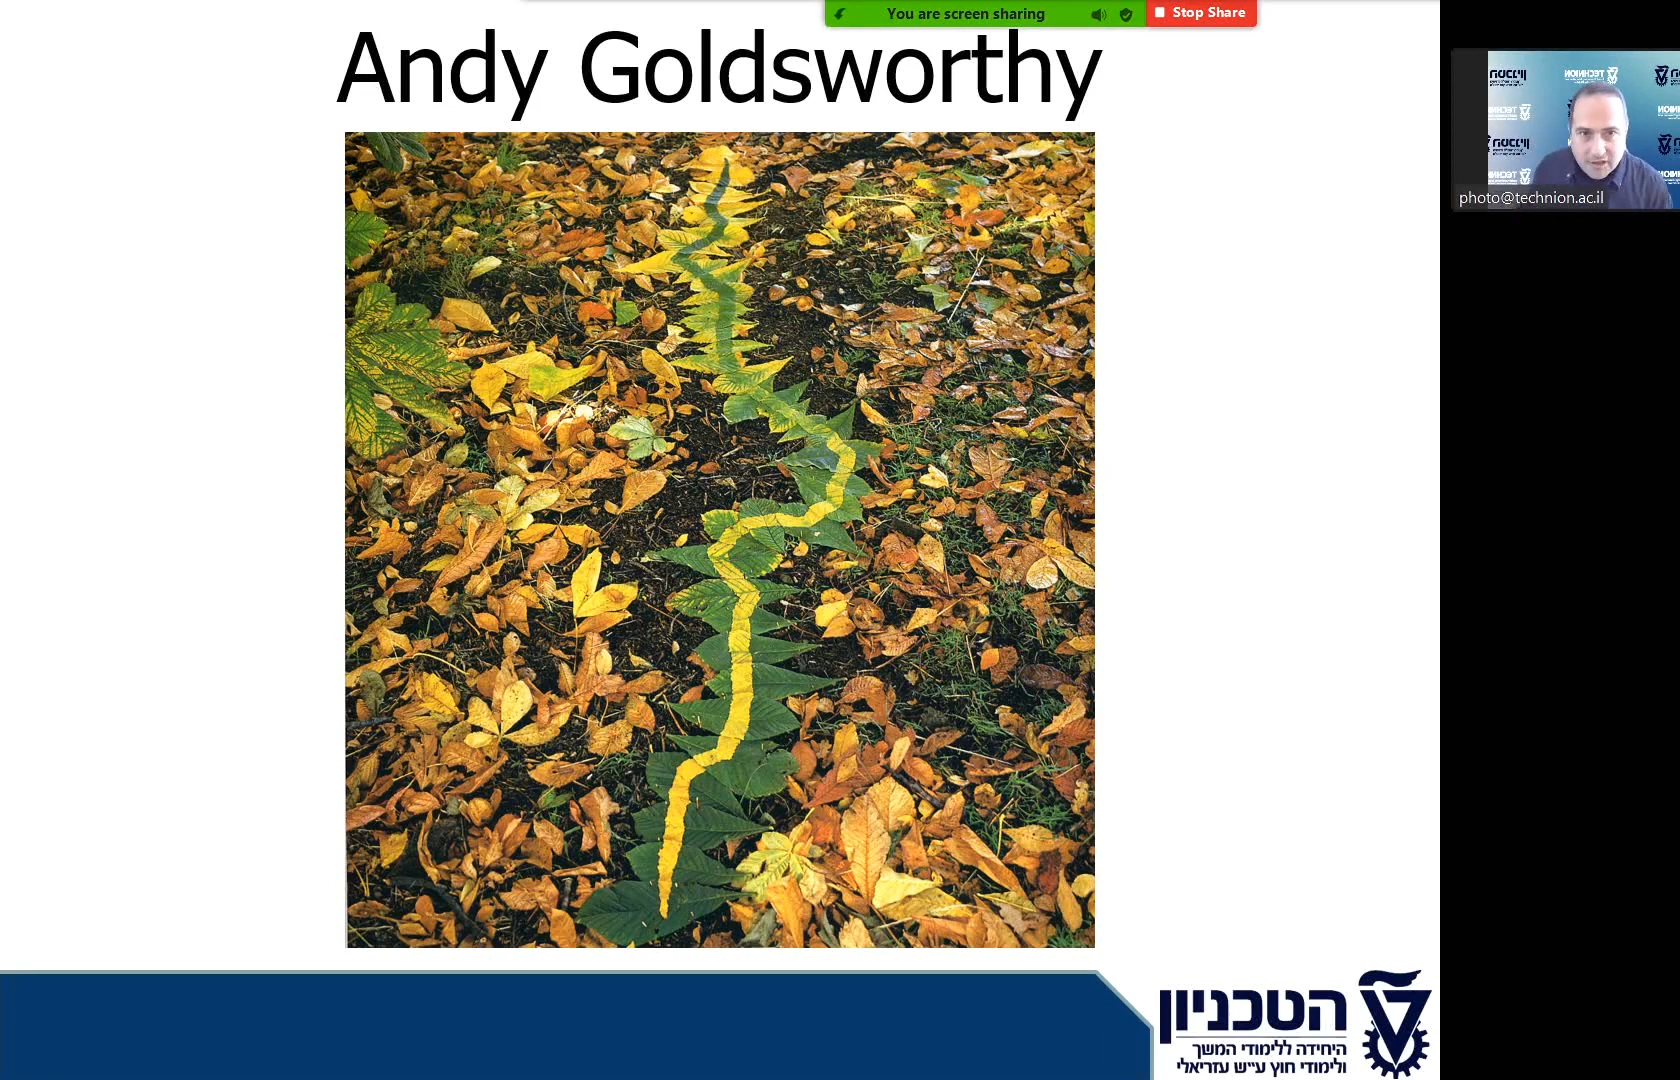 You are screen sharing
Stop Share
Andy Goldsworthy
TECHNION
photo@technion.ac.il
הטכניון
היחידה ללימודי המשך
ולימודי חוץ ע״ש עזריאלי